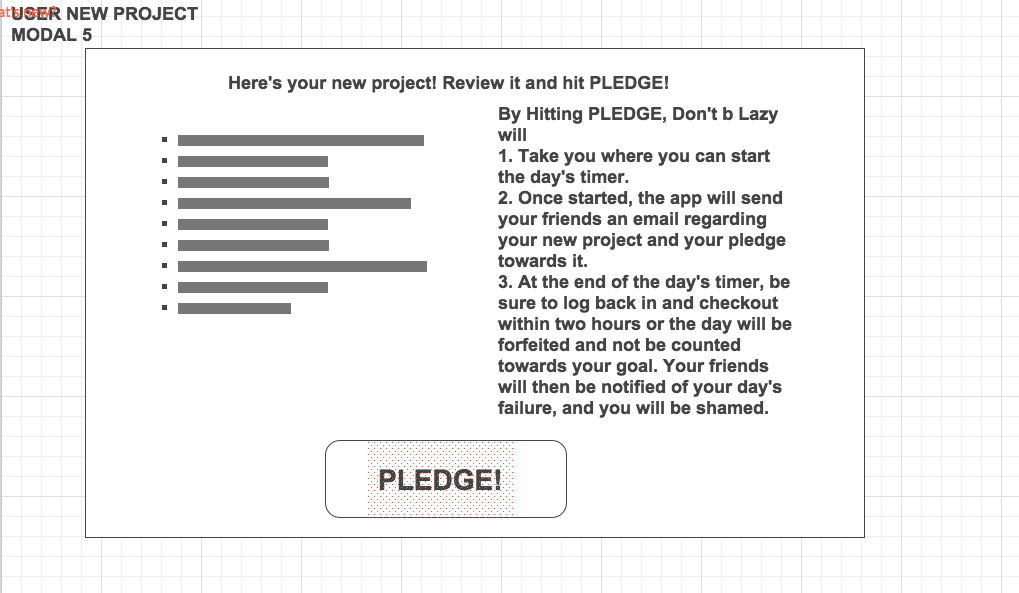 at's new?
USER NEW PROJECT
MODAL 5
Here's your new project! Review it and hit PLEDGE!
By Hitting PLEDGE, Don't b Lazy
will
1. Take you where you can start
the day's timer.
2. Once started, the app will send
your friends an email regarding
your new project and your pledge
towards it.
3. At the end of the day's timer, be
sure to log back in and checkout
within two hours or the day will be
forfeited and not be counted
towards your goal. Your friends
will then be notified of your day's
failure, and you will be shamed.
PLEDGE!